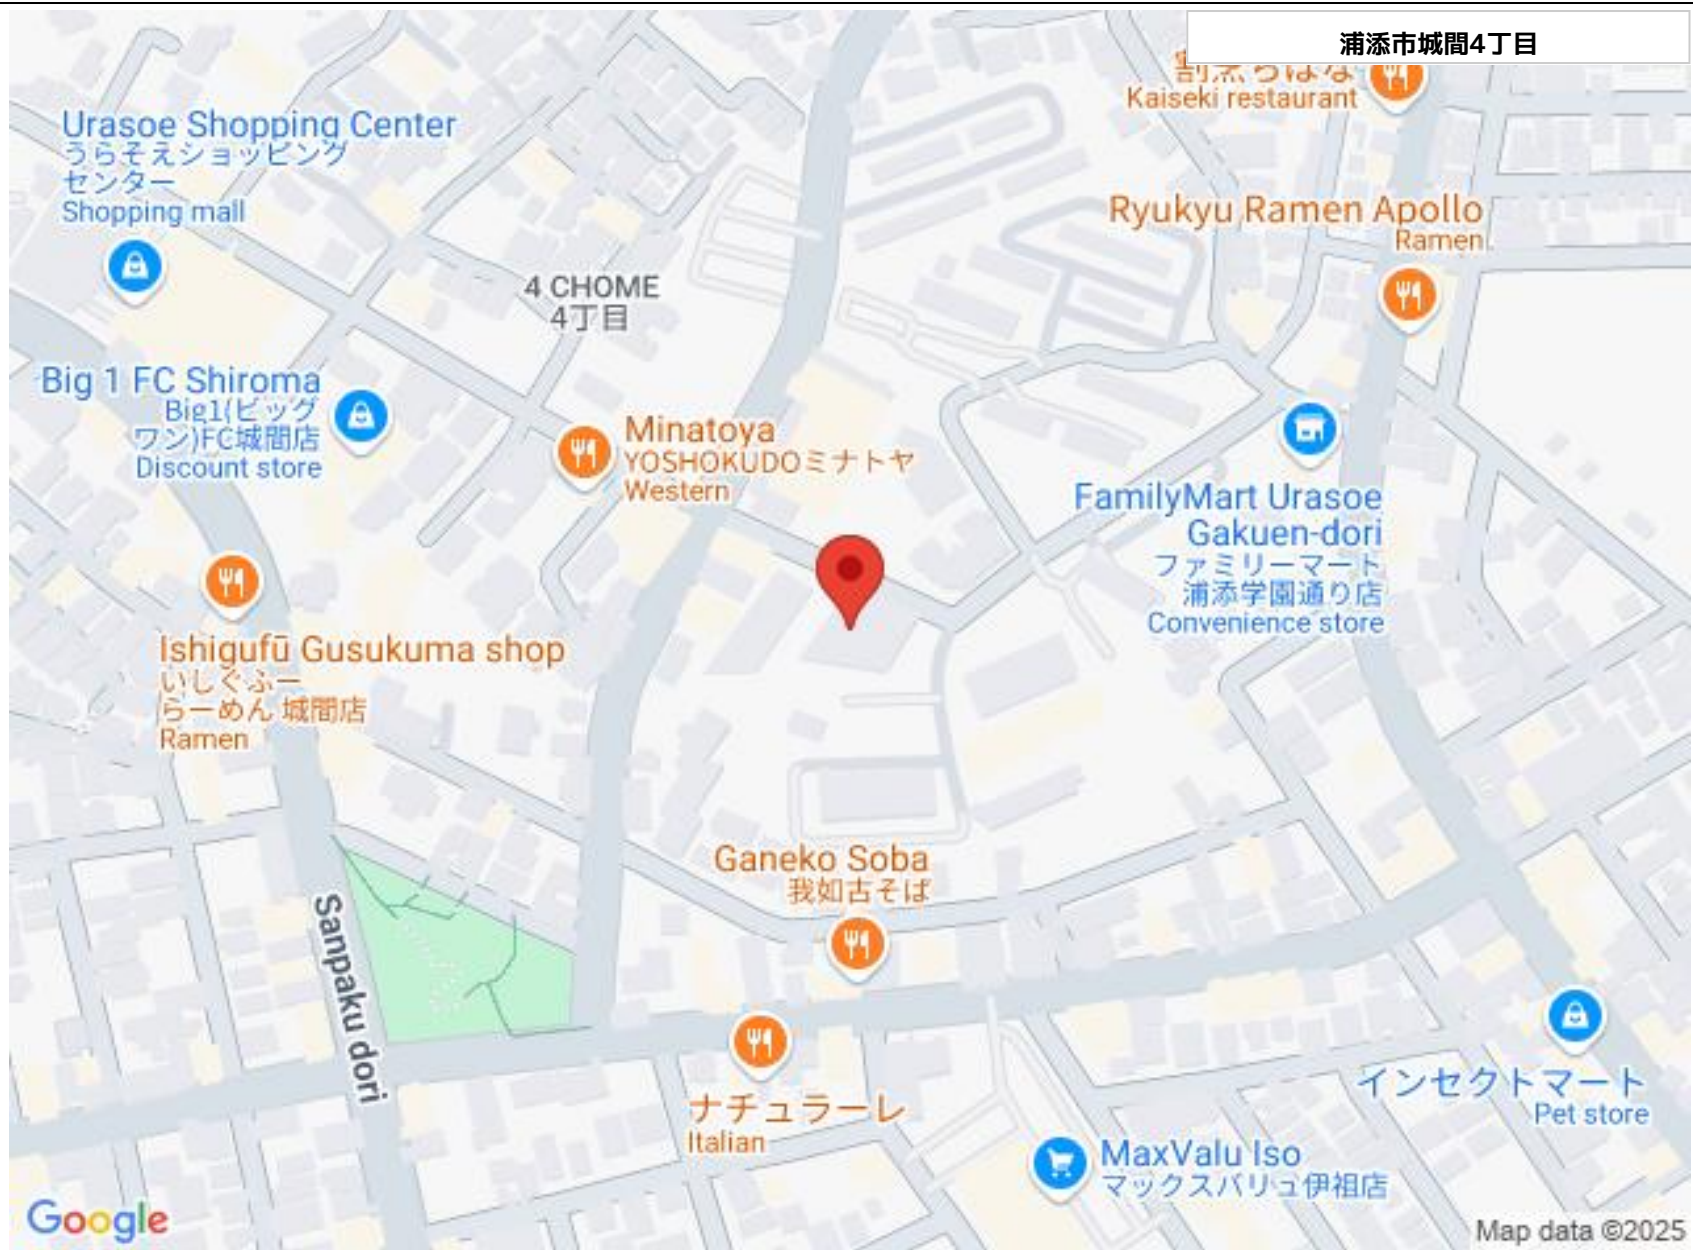 浦添市城間4丁目
Kaiseki restaurant
Urasoe Shopping Center
うらそえショッピング
センター
Shopping mall
Ryukyu Ramen Apollo
Ramen
4 CHOME
4丁目
Big 1 FC Shiroma
Big1(ビッグ
ワン)FC城間店
Discount store
Minatoya
YOSHOKUDOミナトヤ
Western
FamilyMart Urasoe
Gakuen-dori
ファミリーマート
浦添学園通り店
Convenience store
Ishigufū Gusukuma shop
いしぐふー
らーめん 城間店
Ramen
Ganeko Soba
我如古そば
Sanpaku dori
ナチュラーレ
Italian
インセクトマート
Pet store
MaxValu Iso
マックスバリュ伊祖店
Google
Map data ©2025